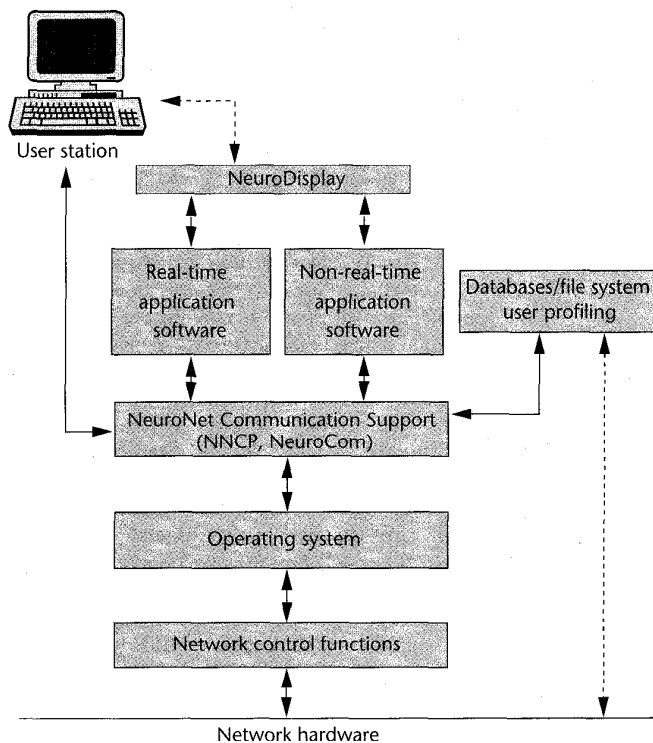 User station
NeuroDisplay
Real-time
application
software
Non-real-time
application
software
Databases/file system
user profiling
NeuroNet Communication Support
(NNCP, NeuroCom)
Operating system
Network control functions
Network hardware